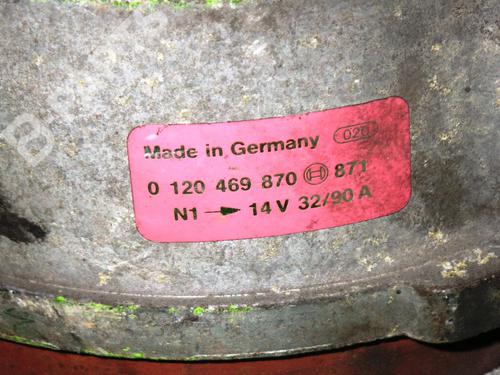 Made in Germany 020
0 120 469 870 871
N1 → 14 V 32/90 A